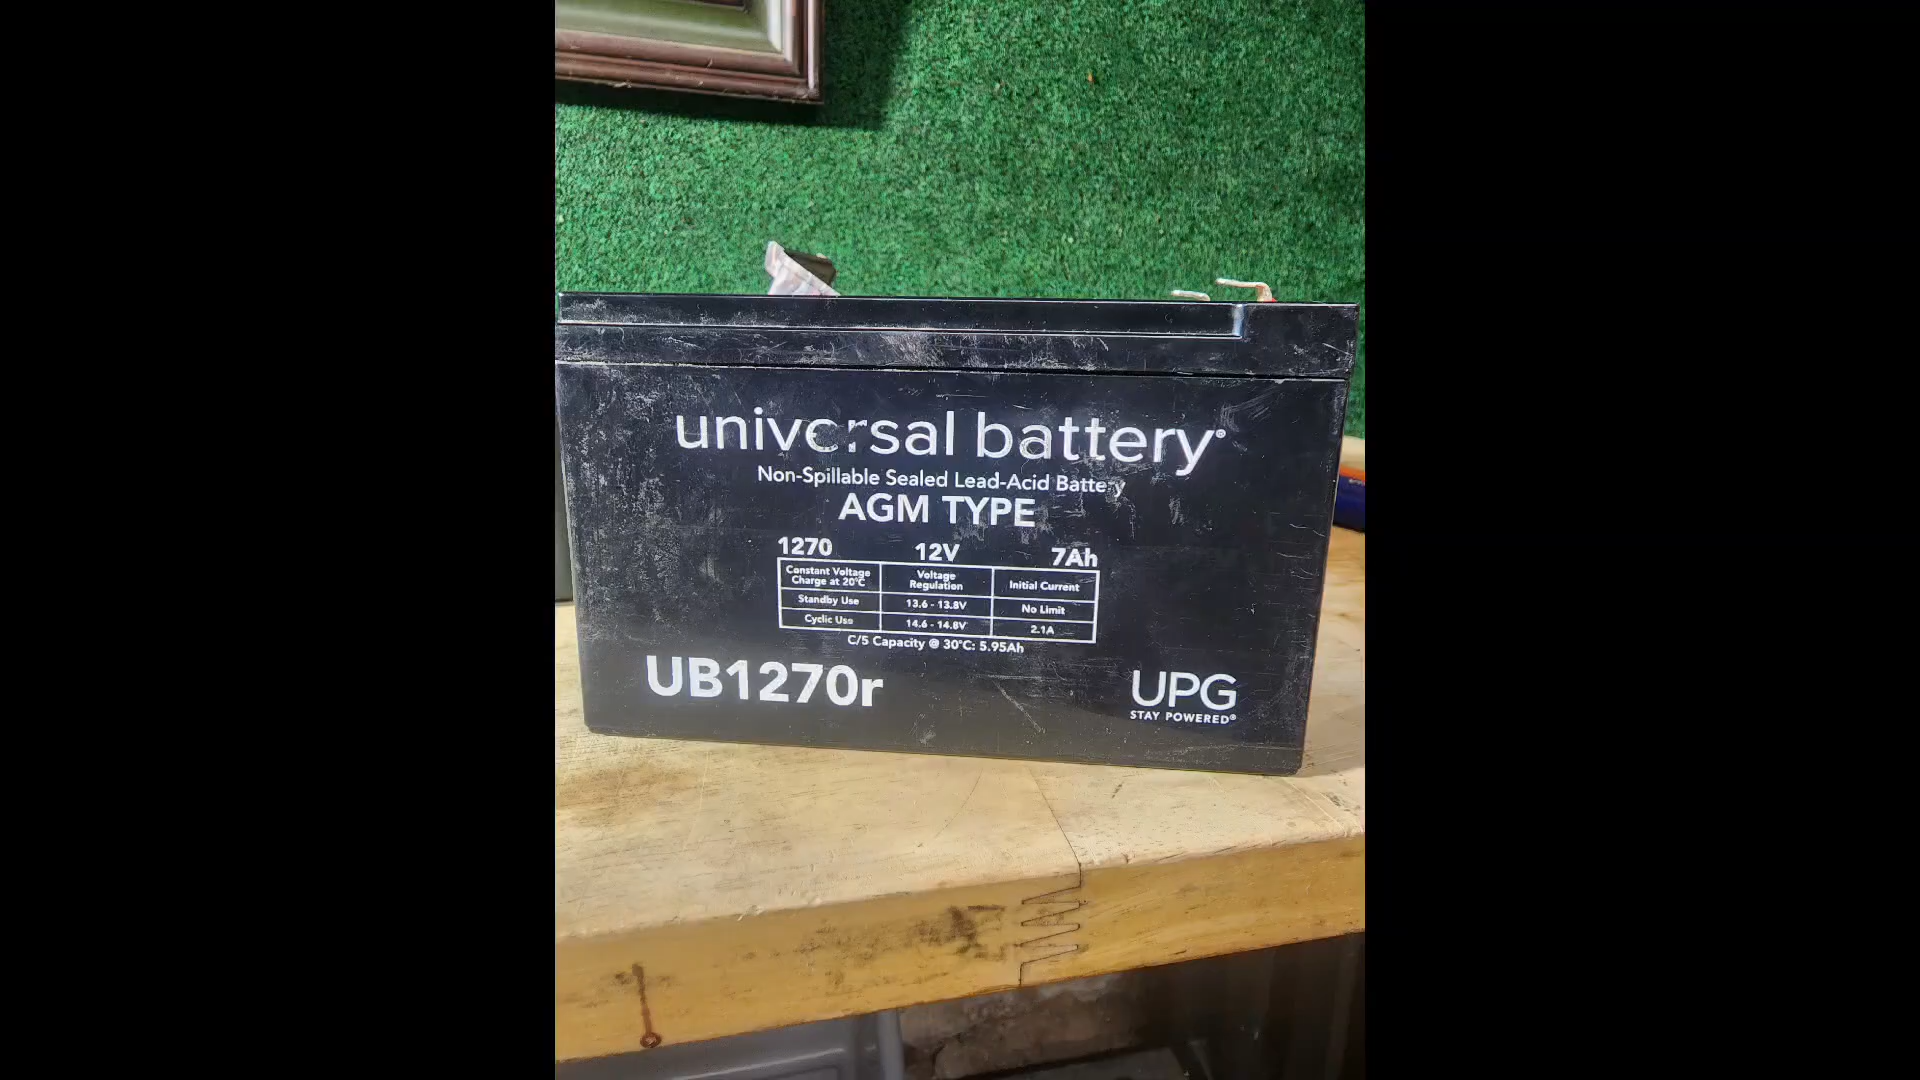 universal battery®
Non-Spillable Sealed Lead-Acid Battery
AGM TYPE
1270 12V 7Ah
Constant Voltage Charge at 20°C Voltage Regulation Initial Current
Standby Use 13.6 - 13.8V No Limit
Cyclic Use 14.6 - 14.8V 2.1A
C/5 Capacity @ 30°C: 5.95Ah
UB1270r
UPG
STAY POWERED®